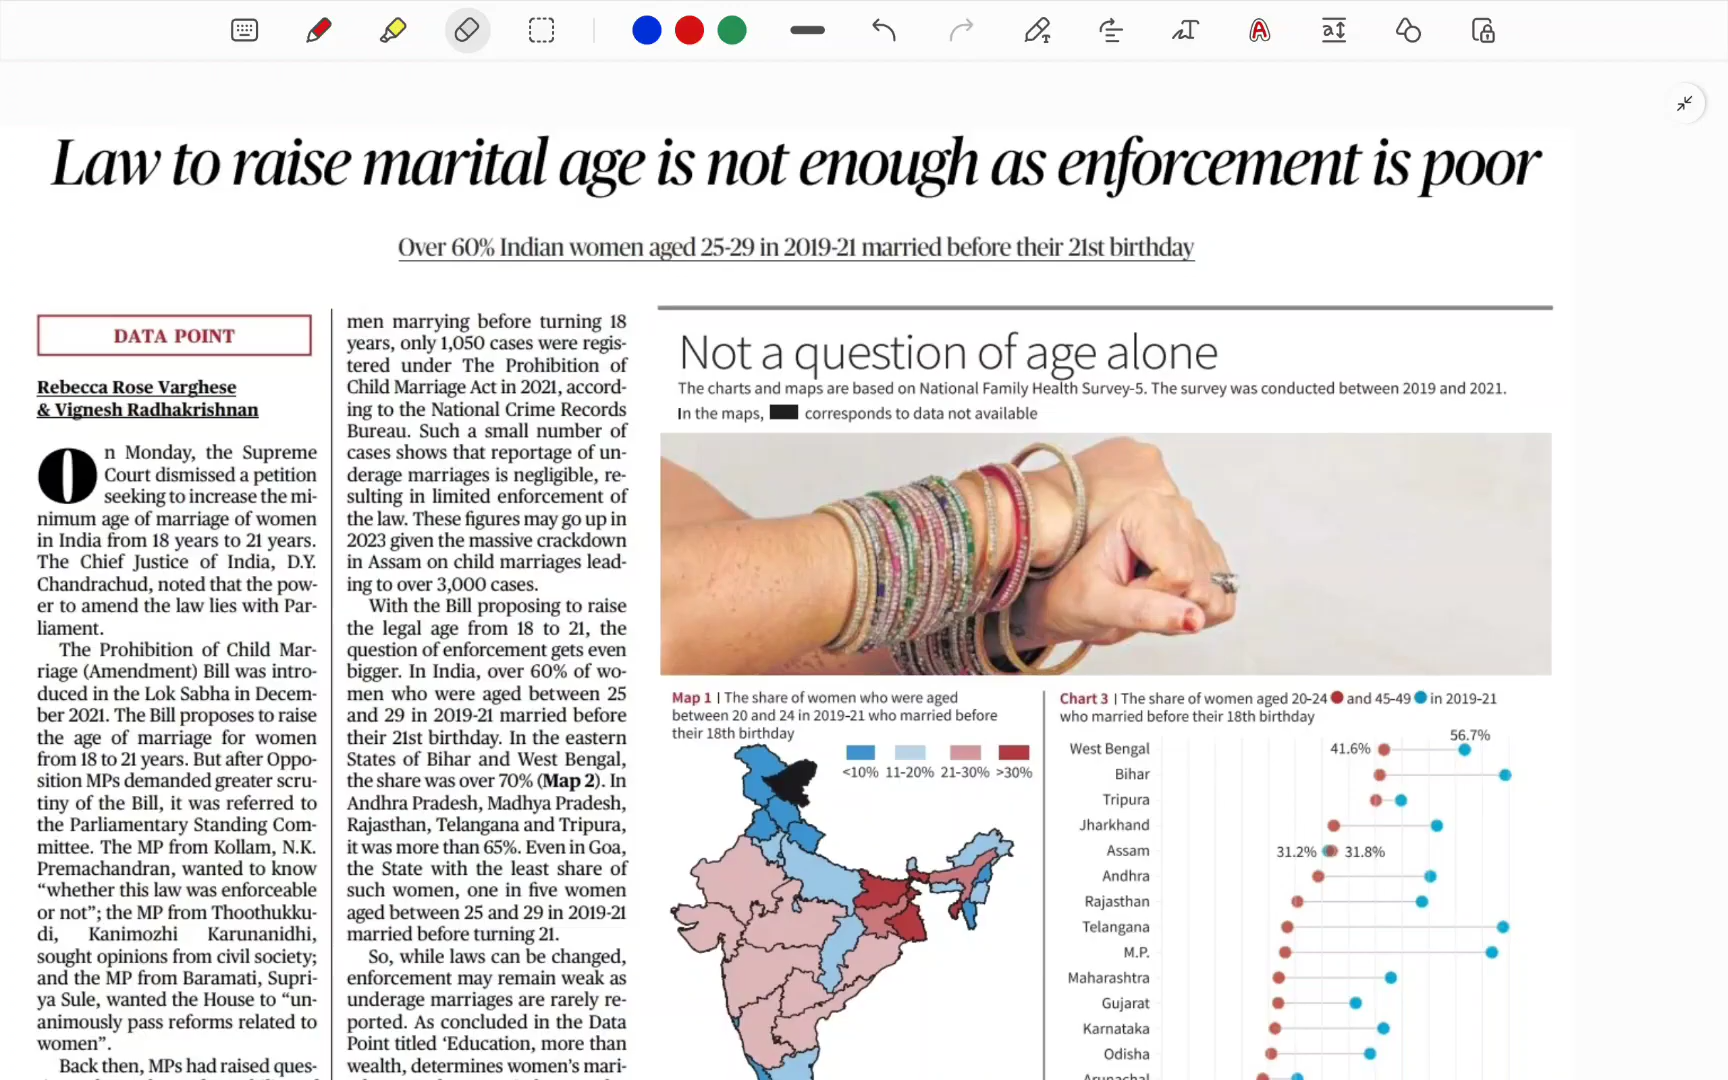 Law to raise marital age is not enough as enforcement is poor
Over 60% Indian women aged 25-29 in 2019-21 married before their 21st birthday
DATA POINT
Rebecca Rose Varghese
& Vignesh Radhakrishnan
On Monday, the Supreme
Court dismissed a petition
seeking to increase the mi-
nimum age of marriage of women
in India from 18 years to 21 years.
The Chief Justice of India, D.Y.
Chandrachud, noted that the pow-
er to amend the law lies with Par-
liament.
The Prohibition of Child Mar-
riage (Amendment) Bill was intro-
duced in the Lok Sabha in Decem-
ber 2021. The Bill proposes to raise
the age of marriage for women
from 18 to 21 years. But after Oppo-
sition MPs demanded greater scru-
tiny of the Bill, it was referred to
the Parliamentary Standing Com-
mittee. The MP from Kollam, N.K.
Premachandran, wanted to know
“whether this law was enforceable
or not”; the MP from Thoothukku-
di, Kanimozhi Karunanidhi,
sought opinions from civil society;
and the MP from Baramati, Supri-
ya Sule, wanted the House to “un-
animously pass reforms related to
women”.
Back then, MPs had raised ques-
men marrying before turning 18
years, only 1,050 cases were regis-
tered under The Prohibition of
Child Marriage Act in 2021, accord-
ing to the National Crime Records
Bureau. Such a small number of
cases shows that reportage of un-
derage marriages is negligible, re-
sulting in limited enforcement of
the law. These figures may go up in
2023 given the massive crackdown
in Assam on child marriages lead-
ing to over 3,000 cases.
With the Bill proposing to raise
the legal age from 18 to 21, the
question of enforcement gets even
bigger. In India, over 60% of wo-
men who were aged between 25
and 29 in 2019-21 married before
their 21st birthday. In the eastern
States of Bihar and West Bengal,
the share was over 70% (Map 2). In
Andhra Pradesh, Madhya Pradesh,
Rajasthan, Telangana and Tripura,
it was more than 65%. Even in Goa,
the State with the least share of
such women, one in five women
aged between 25 and 29 in 2019-21
married before turning 21.
So, while laws can be changed,
enforcement may remain weak as
underage marriages are rarely re-
ported. As concluded in the Data
Point titled ‘Education, more than
wealth, determines women’s mari-
Not a question of age alone
The charts and maps are based on National Family Health Survey-5. The survey was conducted between 2019 and 2021.
In the maps, corresponds to data not available
Map 1 | The share of women who were aged
between 20 and 24 in 2019-21 who married before
their 18th birthday
<10% 11-20% 21-30% >30%
Chart 3 | The share of women aged 20-24 and 45-49 in 2019-21
who married before their 18th birthday
56.7%
West Bengal 41.6%
Bihar
Tripura
Jharkhand
Assam 31.2% 31.8%
Andhra
Rajasthan
Telangana
M.P.
Maharashtra
Gujarat
Karnataka
Odisha